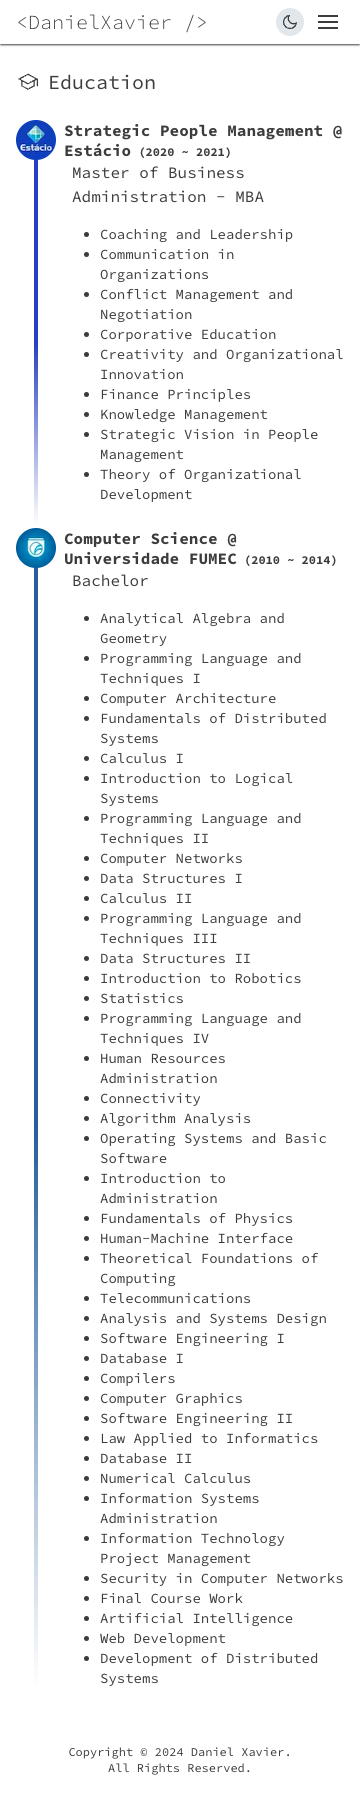 <DanielXavier />
Education
Strategic People Management @
Estácio (2020 ~ 2021)
Estácio
Master of Business
Administration - MBA
Coaching and Leadership
Communication in
Organizations
Conflict Management and
Negotiation
Corporative Education
Creativity and Organizational
Innovation
Finance Principles
Knowledge Management
Strategic Vision in People
Management
Theory of Organizational
Development
Computer Science @
Universidade FUMEC (2010 ~ 2014)
Bachelor
Analytical Algebra and
Geometry
Programming Language and
Techniques I
Computer Architecture
Fundamentals of Distributed
Systems
Calculus I
Introduction to Logical
Systems
Programming Language and
Techniques II
Computer Networks
Data Structures I
Calculus II
Programming Language and
Techniques III
Data Structures II
Introduction to Robotics
Statistics
Programming Language and
Techniques IV
Human Resources
Administration
Connectivity
Algorithm Analysis
Operating Systems and Basic
Software
Introduction to
Administration
Fundamentals of Physics
Human-Machine Interface
Theoretical Foundations of
Computing
Telecommunications
Analysis and Systems Design
Software Engineering I
Database I
Compilers
Computer Graphics
Software Engineering II
Law Applied to Informatics
Database II
Numerical Calculus
Information Systems
Administration
Information Technology
Project Management
Security in Computer Networks
Final Course Work
Artificial Intelligence
Web Development
Development of Distributed
Systems
Copyright © 2024 Daniel Xavier.
All Rights Reserved.